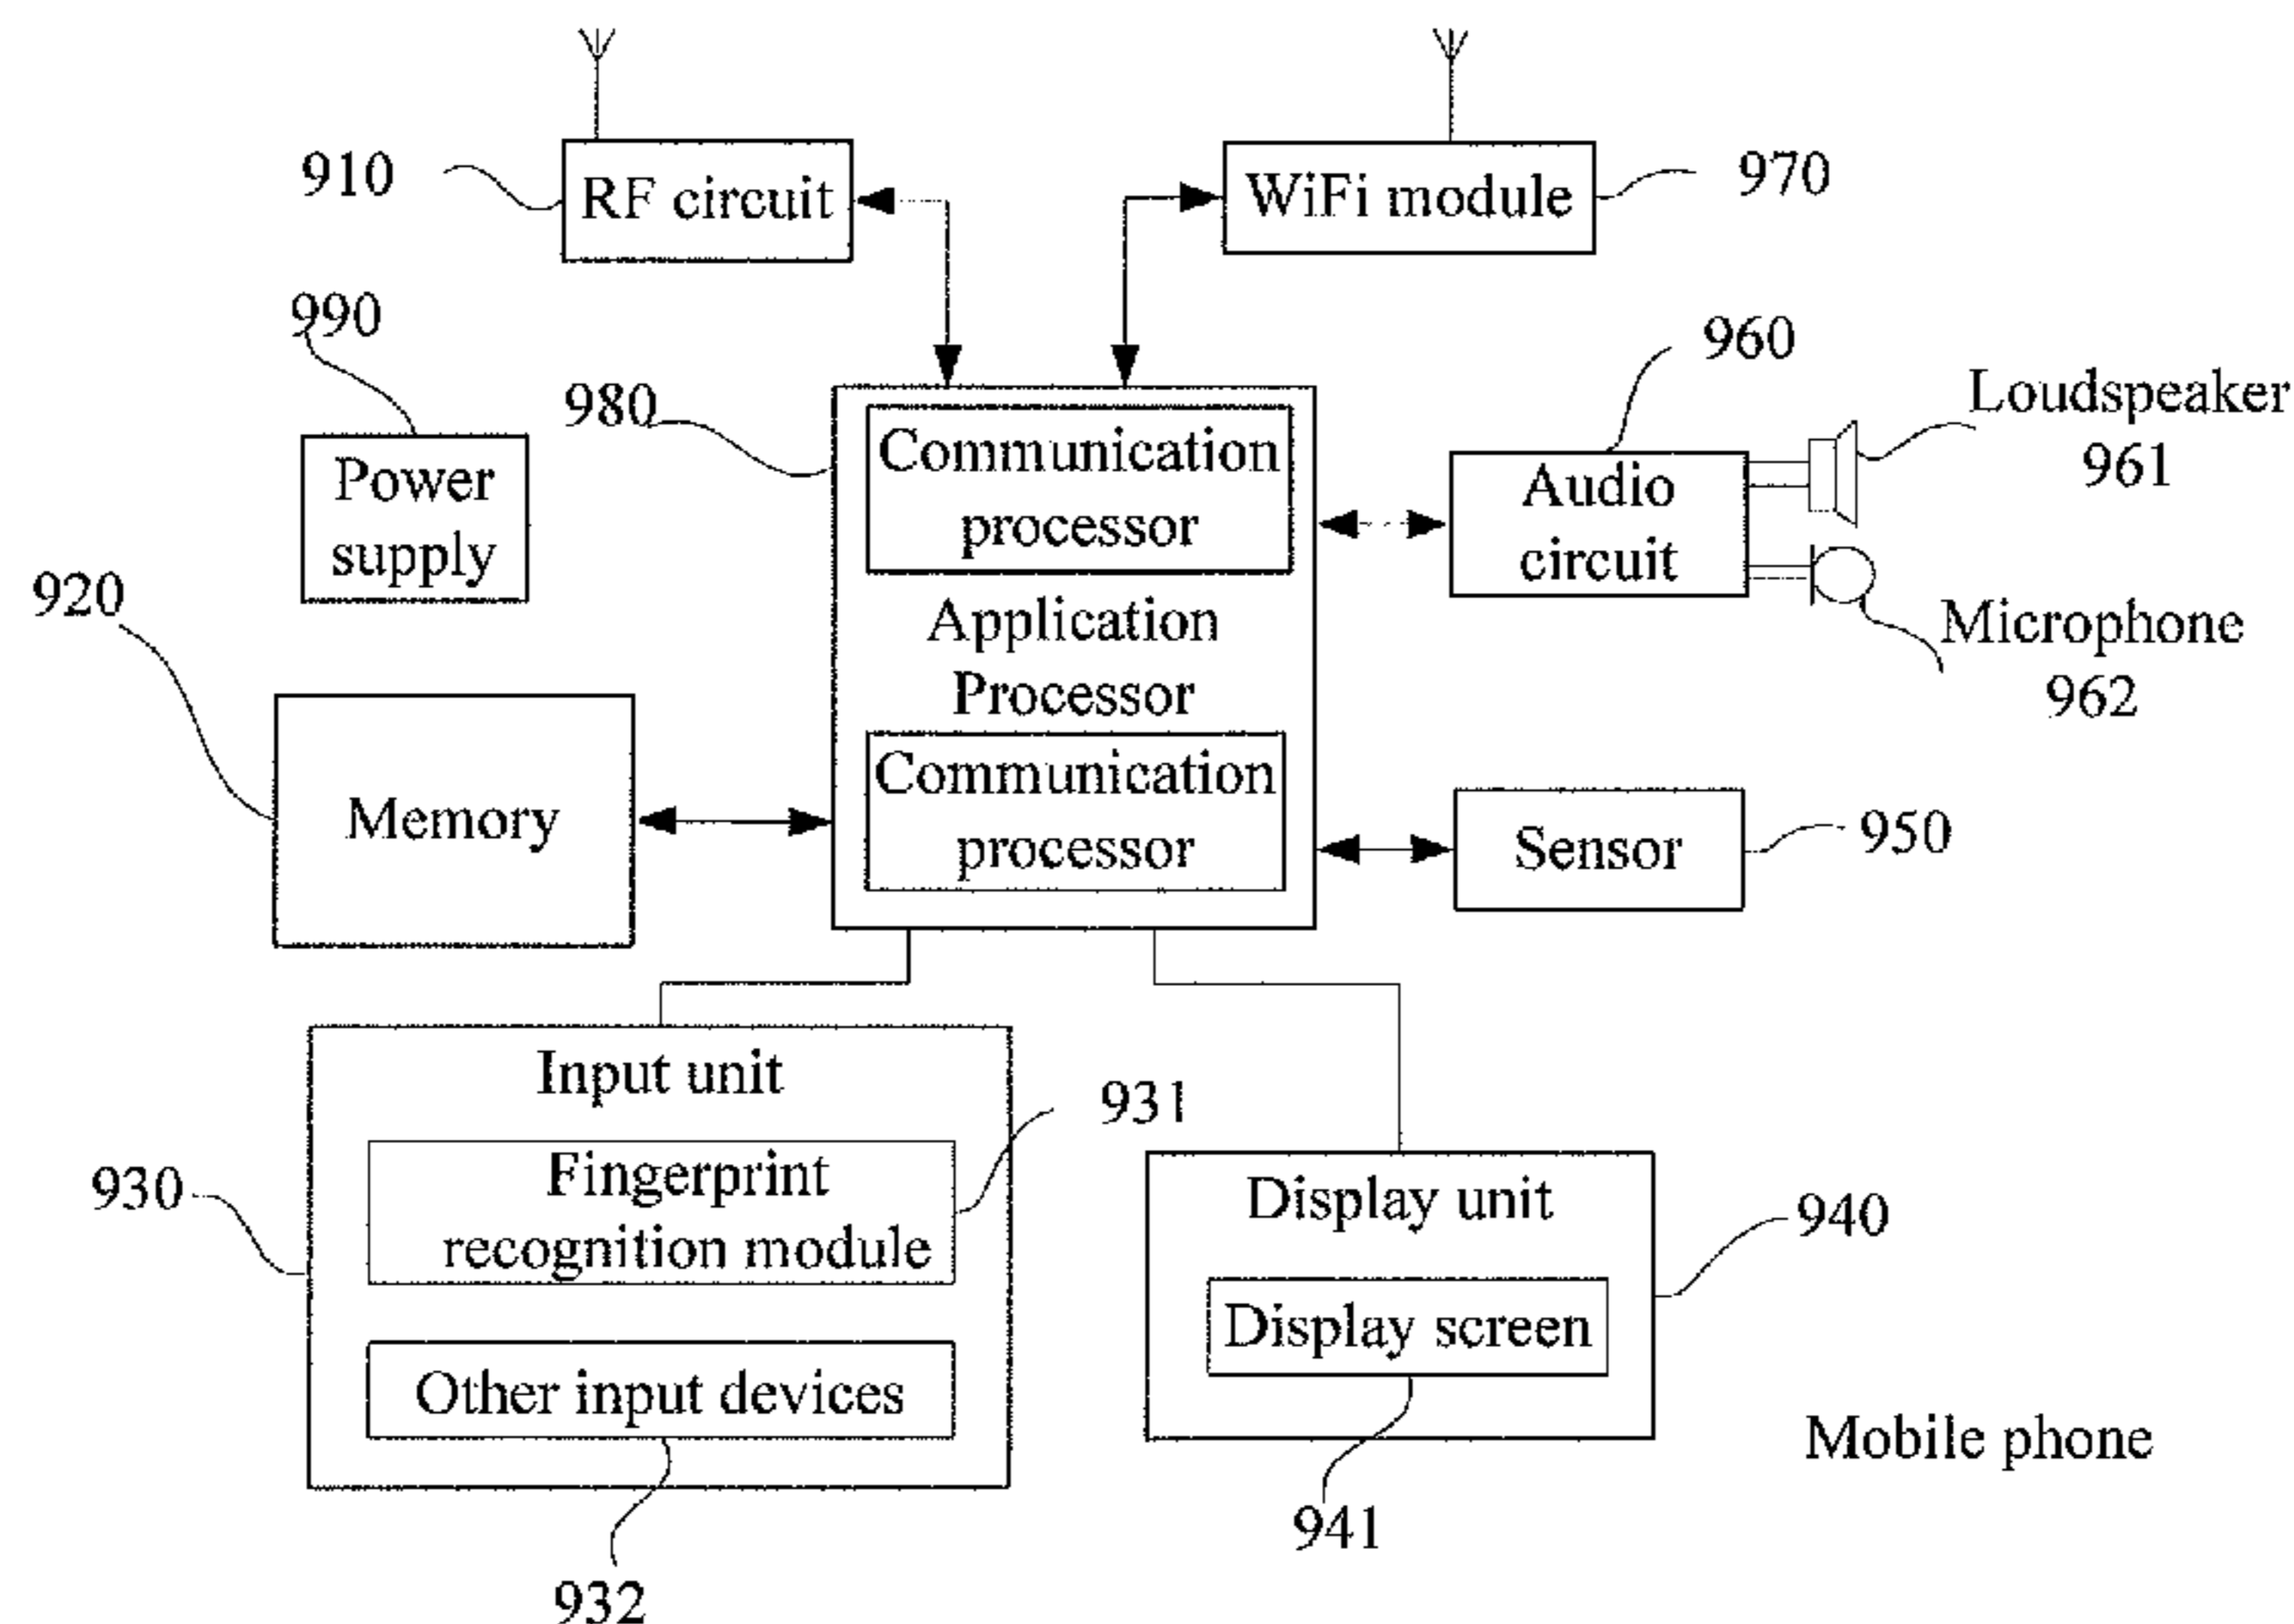 910
RF circuit
WiFi module
970
990
Power
supply
980
Communication
processor
Application
Processor
Communication
processor
960
Audio
circuit
Loudspeaker
961
Microphone
962
920
Memory
Sensor
950
Input unit
930
Fingerprint
recognition module
931
Other input devices
932
Display unit
940
Display screen
941
Mobile phone